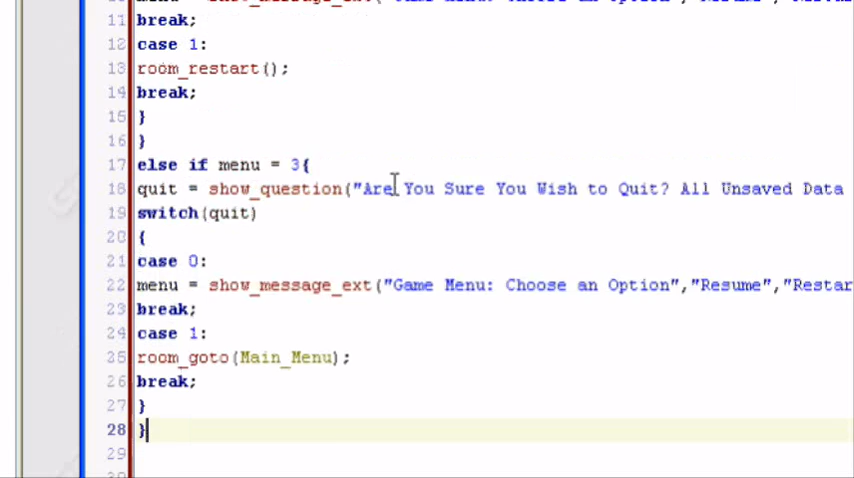 11 break;
12 case 1:
13 room_restart();
14 break;
15 }
16 }
17 else if menu = 3{
18 quit = show_question("Are You Sure You Wish to Quit? All Unsaved Data
19 switch(quit)
20 {
21 case 0:
22 menu = show_message_ext("Game Menu: Choose an Option","Resume","Restar
23 break;
24 case 1:
25 room_goto(Main_Menu);
26 break;
27 }
28 }
29